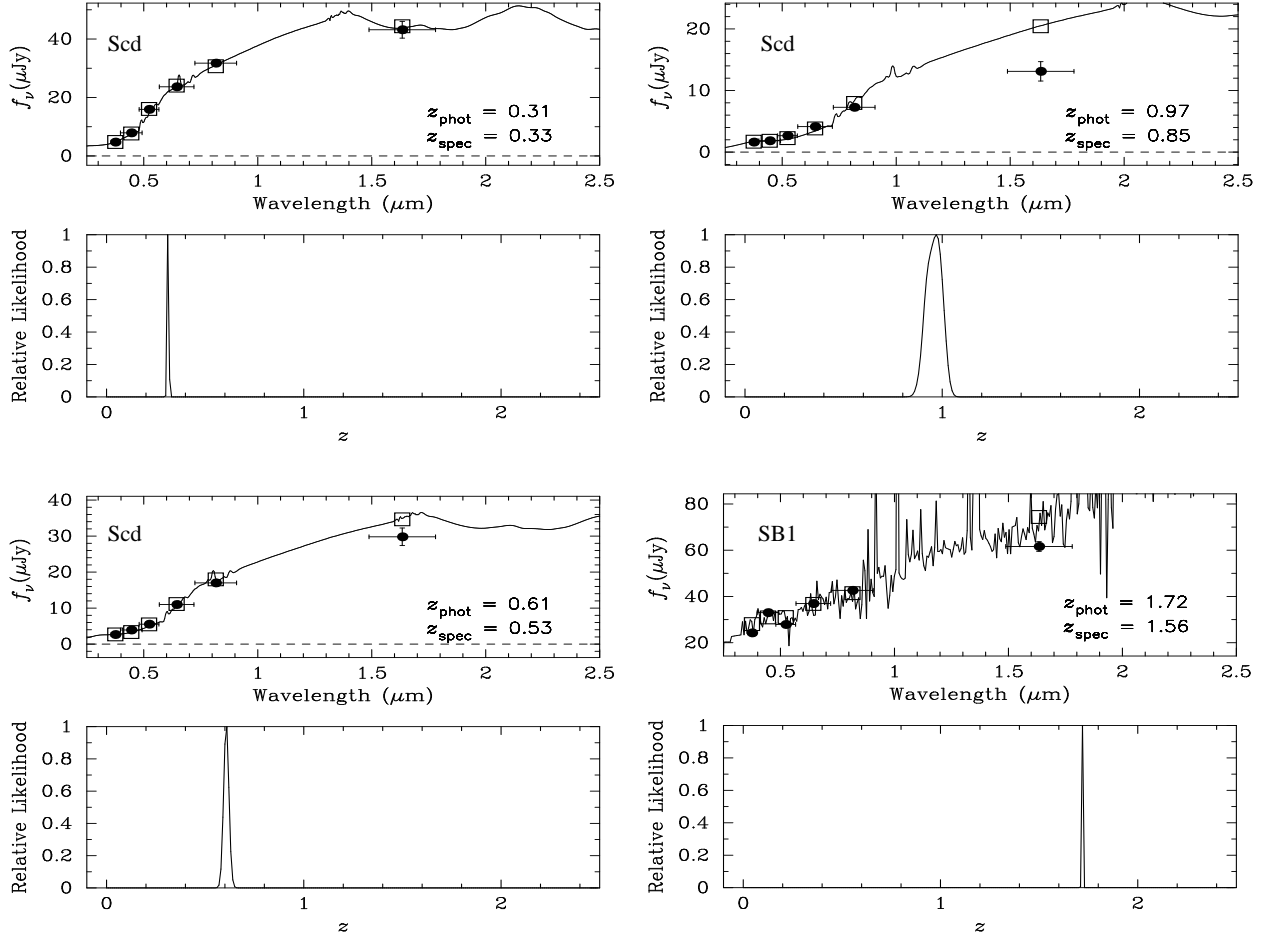 40
20
0
f_ν(μJy)
Scd
z_phot = 0.31
z_spec = 0.33
0.5 1 1.5 2 2.5
Wavelength (μm)
20
10
0
f_ν(μJy)
Scd
z_phot = 0.97
z_spec = 0.85
0.5 1 1.5 2 2.5
Wavelength (μm)
1
0.8
0.6
0.4
0.2
0
Relative Likelihood
0 1 2
z
1
0.8
0.6
0.4
0.2
0
Relative Likelihood
0 1 2
z
40
30
20
10
0
f_ν(μJy)
Scd
z_phot = 0.61
z_spec = 0.53
0.5 1 1.5 2 2.5
Wavelength (μm)
80
60
40
20
f_ν(μJy)
SB1
z_phot = 1.72
z_spec = 1.56
0.5 1 1.5 2 2.5
Wavelength (μm)
1
0.8
0.6
0.4
0.2
0
Relative Likelihood
0 1 2
z
1
0.8
0.6
0.4
0.2
0
Relative Likelihood
0 1 2
z